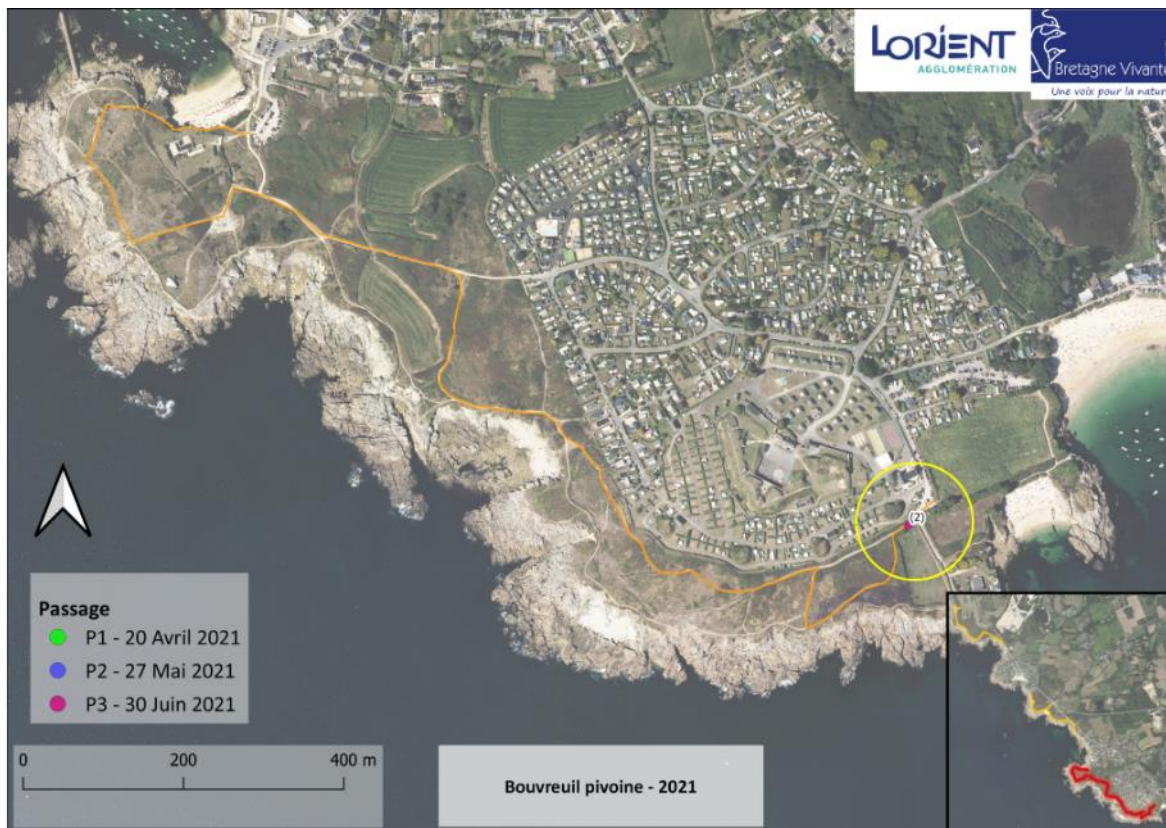 LORIENT
AGGLOMÉRATION
Bretagne Vivante
Une voix pour la nature
(2)
Passage
P1 - 20 Avril 2021
P2 - 27 Mai 2021
P3 - 30 Juin 2021
0 200 400 m
Bouvreuil pivoine - 2021